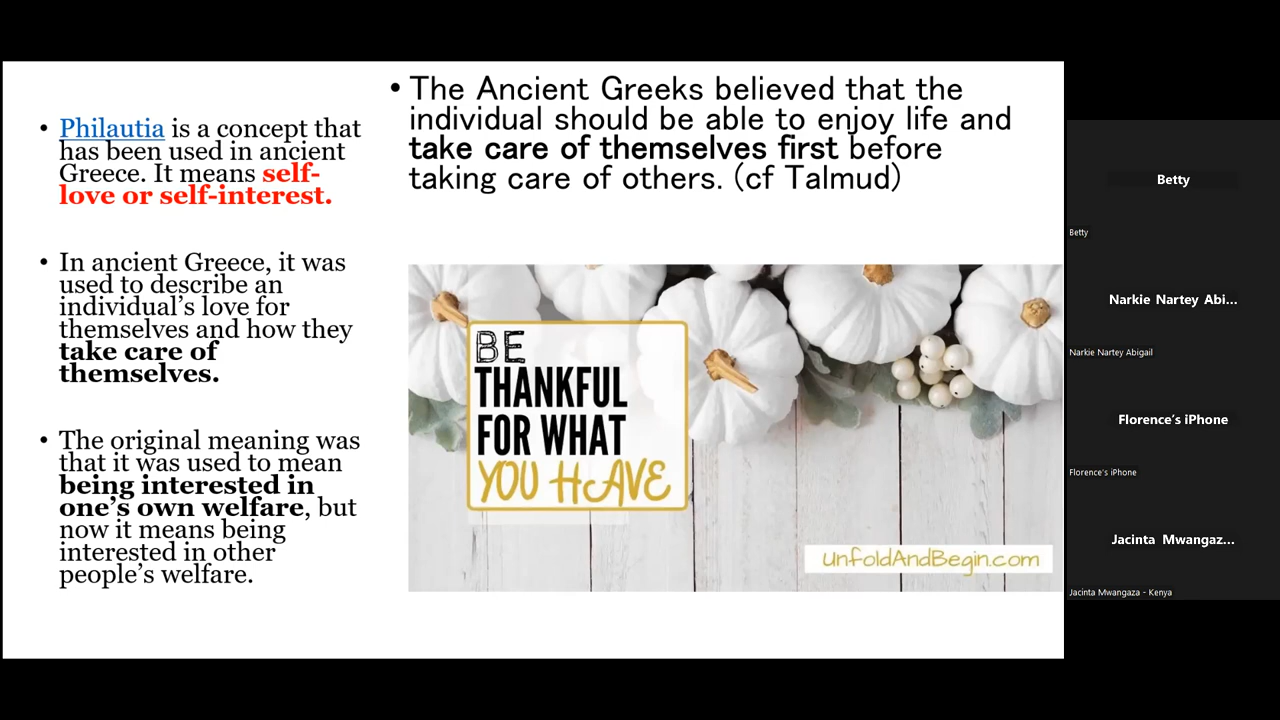 • Philautia is a concept that
has been used in ancient
Greece. It means self-
love or self-interest.
• In ancient Greece, it was
used to describe an
individual’s love for
themselves and how they
take care of
themselves.
• The original meaning was
that it was used to mean
being interested in
one’s own welfare, but
now it means being
interested in other
people’s welfare.
• The Ancient Greeks believed that the
individual should be able to enjoy life and
take care of themselves first before
taking care of others. (cf Talmud)
BE
THANKFUL
FOR WHAT
YOU HAVE
UnfoldAndBegin.com
Betty
Betty
Narkie Nartey Abi...
Narkie Nartey Abigail
Florence's iPhone
Florence's iPhone
Jacinta Mwangaz...
Jacinta Mwangaza - Kenya